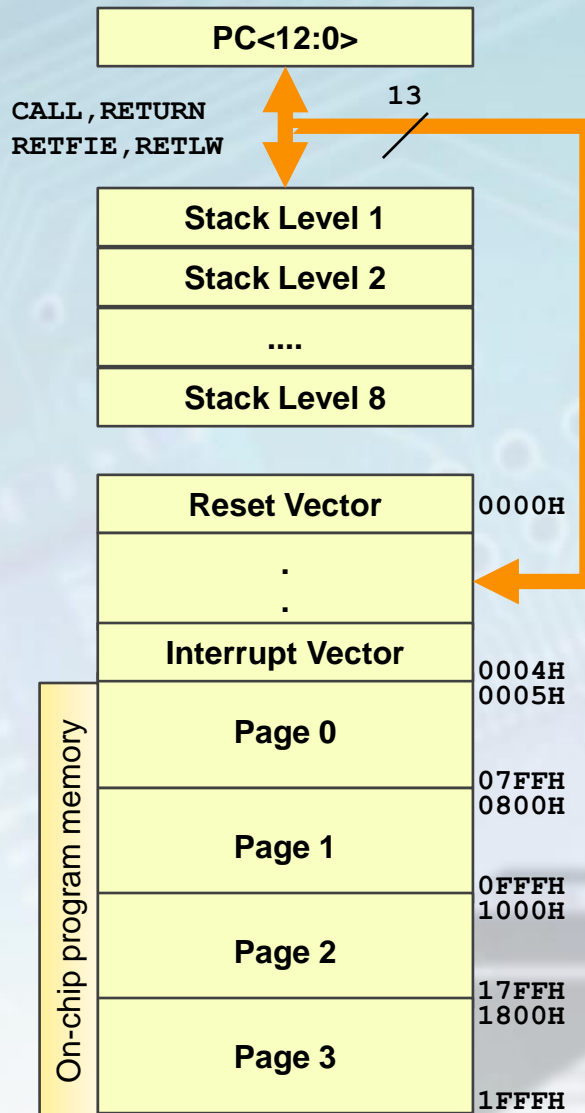 PC<12:0>
13
CALL,RETURN
RETFIE,RETLW
Stack Level 1
Stack Level 2
....
Stack Level 8
Reset Vector
0000H
.
.
Interrupt Vector
0004H
0005H
Page 0
07FFH
0800H
Page 1
0FFFH
1000H
Page 2
17FFH
1800H
Page 3
1FFFH
On-chip program memory